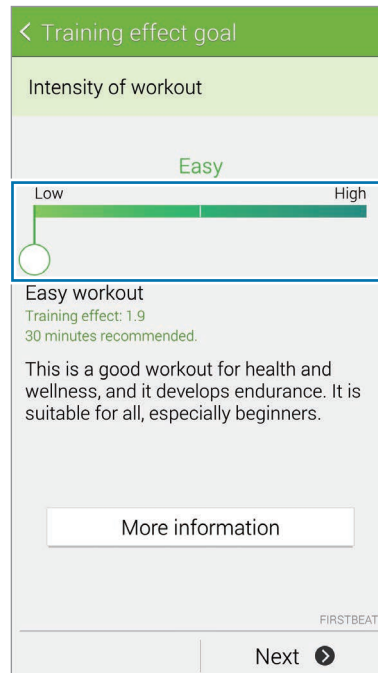 Training effect goal
Intensity of workout
Easy
Low High
Easy workout
Training effect: 1.9
30 minutes recommended.
This is a good workout for health and
wellness, and it develops endurance. It is
suitable for all, especially beginners.
More information
FIRSTBEAT
Next